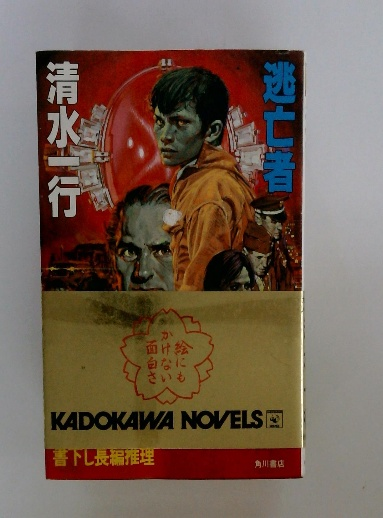 逃亡者
清水一行
絵にも
かけない
面白さ
KADOKAWA NOVELS
書下し長編推理
角川書店